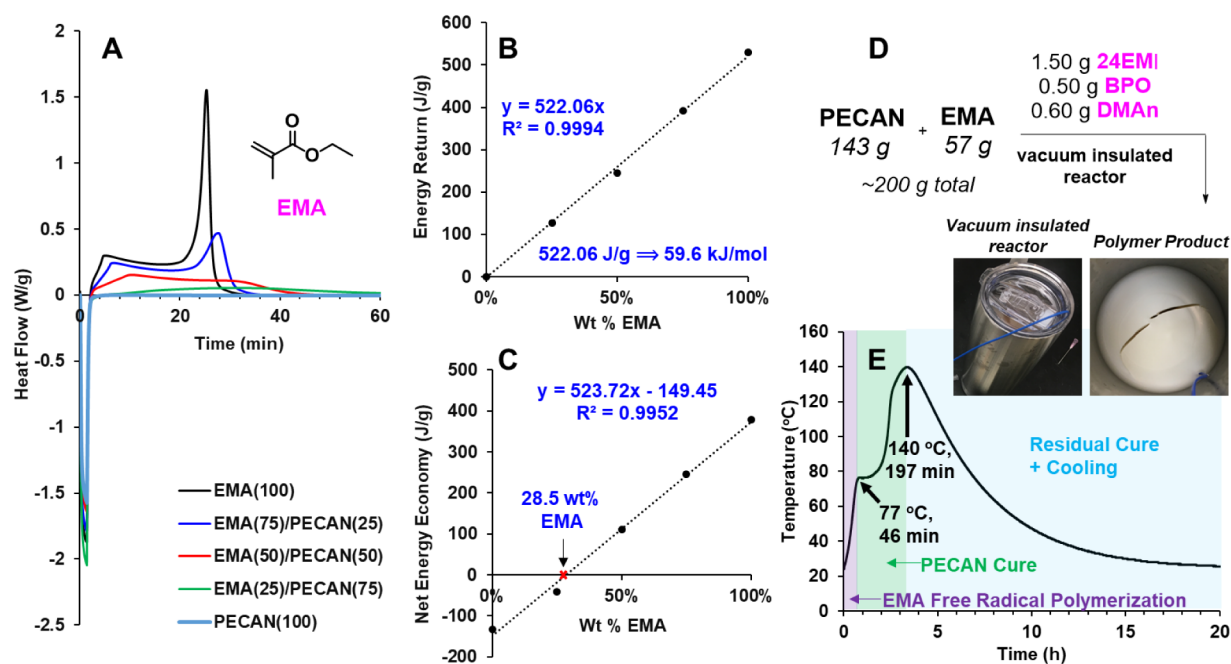 A
2
1.5
1
0.5
0
-0.5
-1
-1.5
-2
-2.5
0
20
40
60
Heat Flow (W/g)
Time (min)
O
O
EMA
EMA(100)
EMA(75)/PECAN(25)
EMA(50)/PECAN(50)
EMA(25)/PECAN(75)
PECAN(100)
B
600
500
400
300
200
100
0
0%
50%
100%
Energy Return (J/g)
Wt % EMA
y = 522.06x
R² = 0.9994
522.06 J/g ⟹ 59.6 kJ/mol
C
500
400
300
200
100
0
-100
-200
0%
50%
100%
Net Energy Economy (J/g)
Wt % EMA
y = 523.72x - 149.45
R² = 0.9952
28.5 wt%
EMA
D
PECAN + EMA
143 g 57 g
~200 g total
1.50 g 24EMI
0.50 g BPO
0.60 g DMAn
vacuum insulated
reactor
Vacuum insulated
reactor
Polymer Product
E
160
140
120
100
80
60
40
20
0
0
5
10
15
20
Temperature (ºC)
Time (h)
140 ºC,
197 min
77 ºC,
46 min
Residual Cure
+ Cooling
PECAN Cure
EMA Free Radical Polymerization